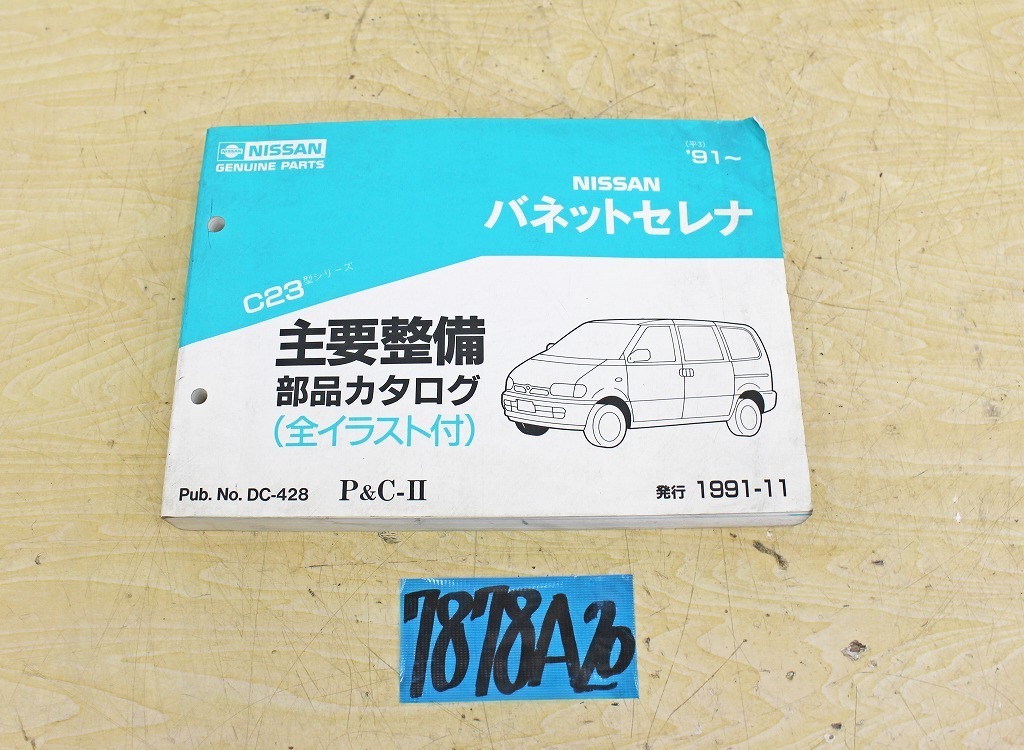 NISSAN
GENUINE PARTS
(平3)
'91～
NISSAN
バネットセレナ
C23型シリーズ
主要整備
部品カタログ
(全イラスト付)
Pub. No. DC-428 P&C-II 発行 1991-11
7878A20